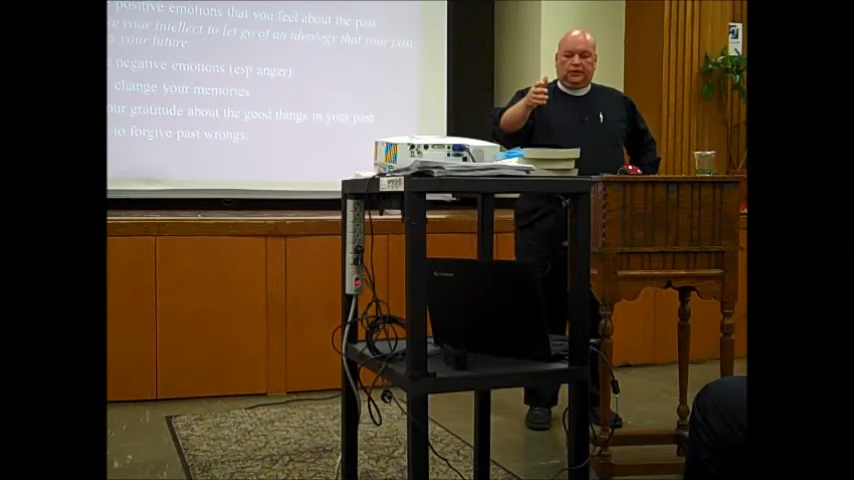 positive emotions that you feel about the past
your intellect to let go of an ideology that your past
your future
negative emotions (esp anger)
change your memories
our gratitude about the good things in your past
to forgive past wrongs
lenovo